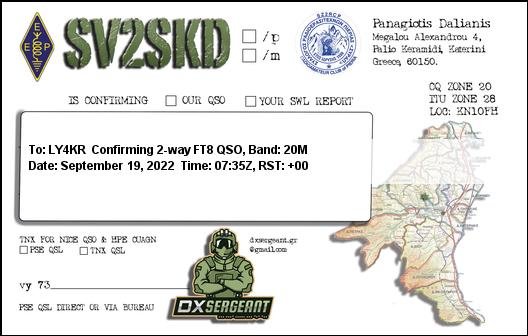 EPE
SV2SKD
/p
/m
SZ2RCP
Panagiotis Dalianis
Megalou Alexandrou 4,
Palio Keramidi, Katerini
Greece, 60150.
CQ ZONE 20
ITU ZONE 28
LOC: KN10FH
IS CONFIRMING OUR QSO YOUR SWL REPORT
To: LY4KR Confirming 2-way FT8 QSO, Band: 20M
Date: September 19, 2022 Time: 07:35Z, RST: +00
TNX FOR NICE QSO & HPE CUAGN
PSE QSL TNX QSL
dxsergeant.gr
@gmail.com
vy 73
DXSERGEANT
PSE QSL DIRECT OR VIA BUREAU